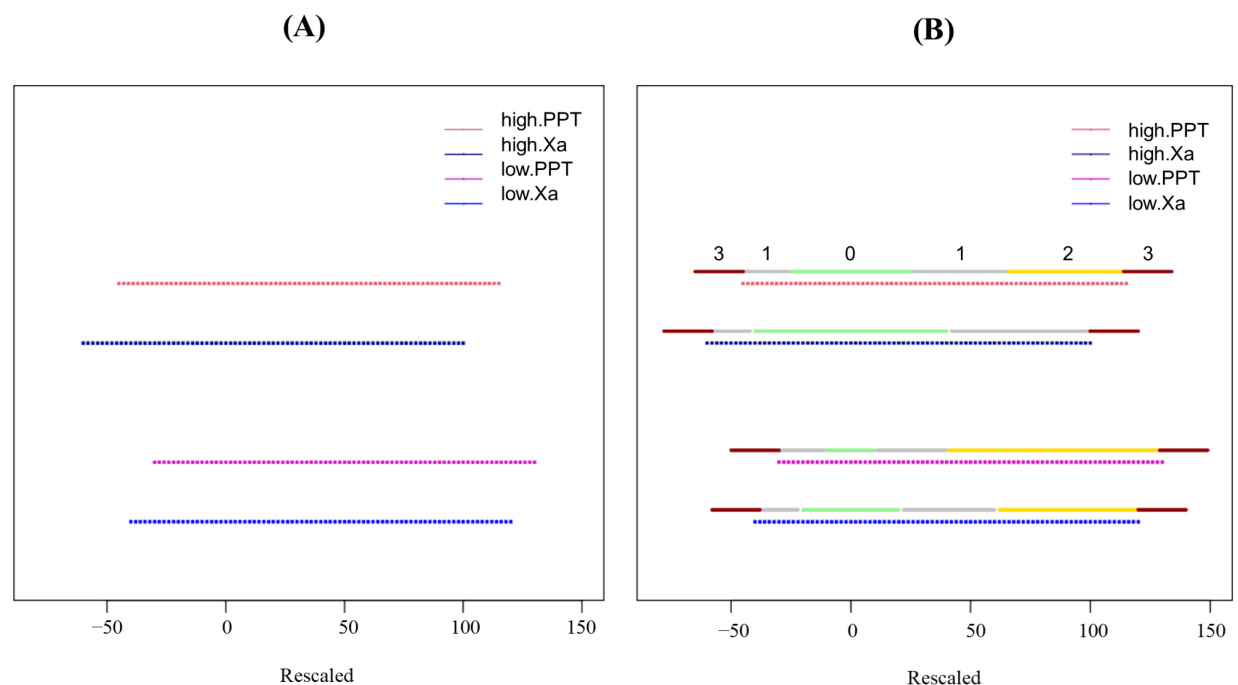 (A)
high.PPT
high.Xa
low.PPT
low.Xa
−50 0 50 100 150
Rescaled
(B)
high.PPT
high.Xa
low.PPT
low.Xa
3 1 0 1 2 3
−50 0 50 100 150
Rescaled